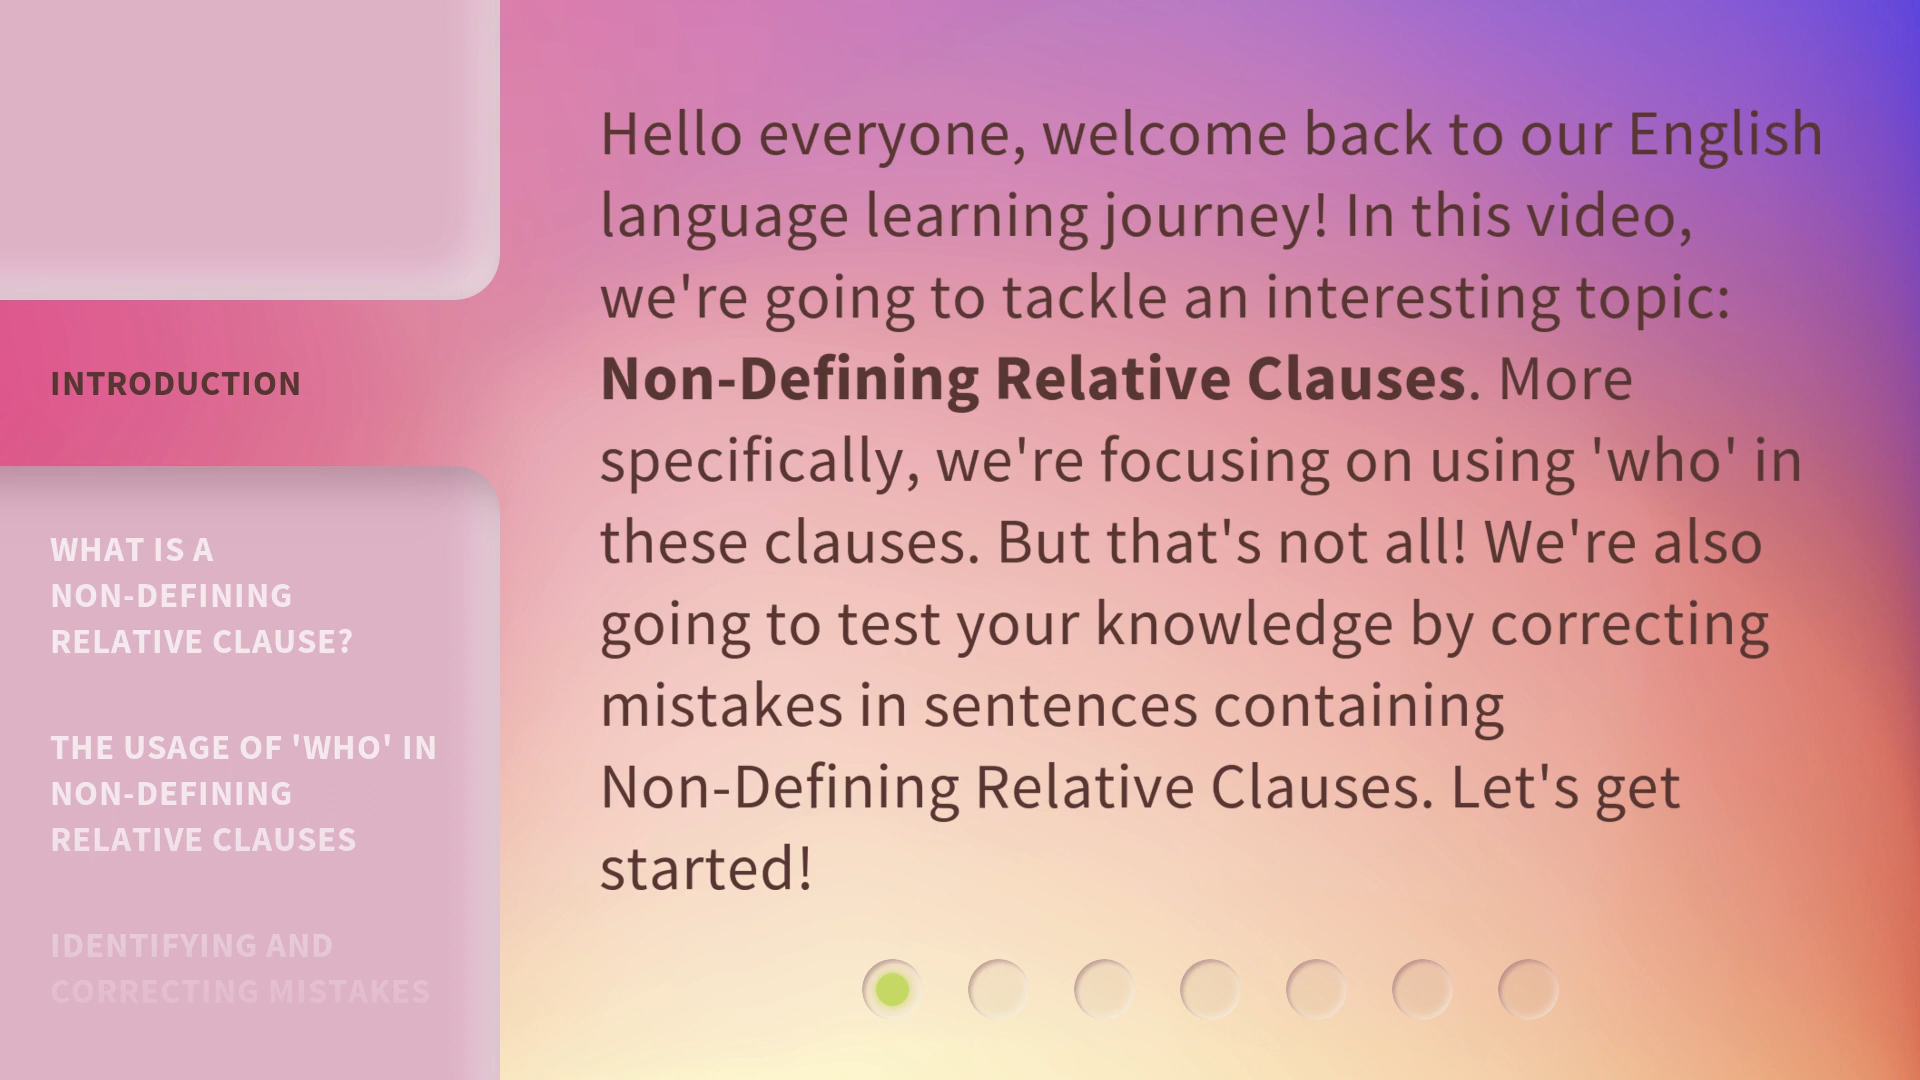 INTRODUCTION
WHAT IS A
NON-DEFINING
RELATIVE CLAUSE?
THE USAGE OF 'WHO' IN
NON-DEFINING
RELATIVE CLAUSES
IDENTIFYING AND
CORRECTING MISTAKES
Hello everyone, welcome back to our English
language learning journey! In this video,
we're going to tackle an interesting topic:
Non-Defining Relative Clauses. More
specifically, we're focusing on using 'who' in
these clauses. But that's not all! We're also
going to test your knowledge by correcting
mistakes in sentences containing
Non-Defining Relative Clauses. Let's get
started!